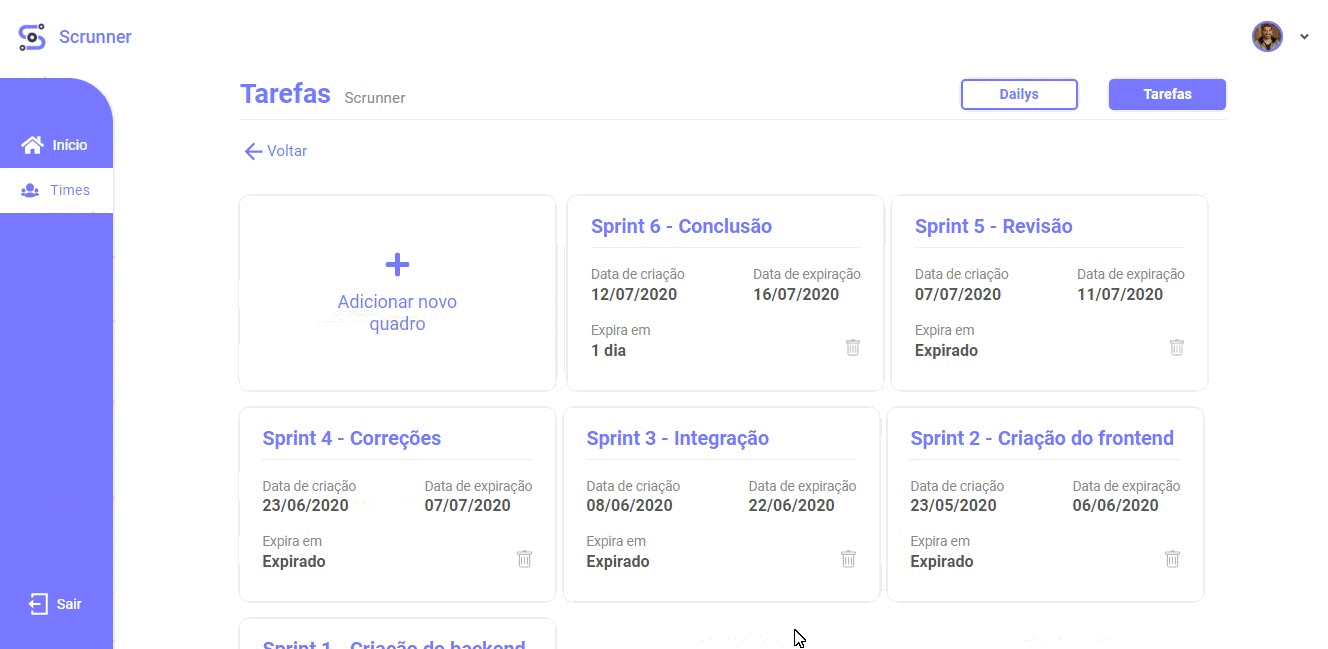 Scrunner
Início
Times
Sair
Tarefas Scrunner
Dailys
Tarefas
Voltar
Adicionar novo
quadro
Sprint 6 - Conclusão
Data de criação Data de expiração
12/07/2020 16/07/2020
Expira em
1 dia
Sprint 5 - Revisão
Data de criação Data de expiração
07/07/2020 11/07/2020
Expira em
Expirado
Sprint 4 - Correções
Data de criação Data de expiração
23/06/2020 07/07/2020
Expira em
Expirado
Sprint 3 - Integração
Data de criação Data de expiração
08/06/2020 22/06/2020
Expira em
Expirado
Sprint 2 - Criação do frontend
Data de criação Data de expiração
23/05/2020 06/06/2020
Expira em
Expirado
Sprint 1 - Criação do backend